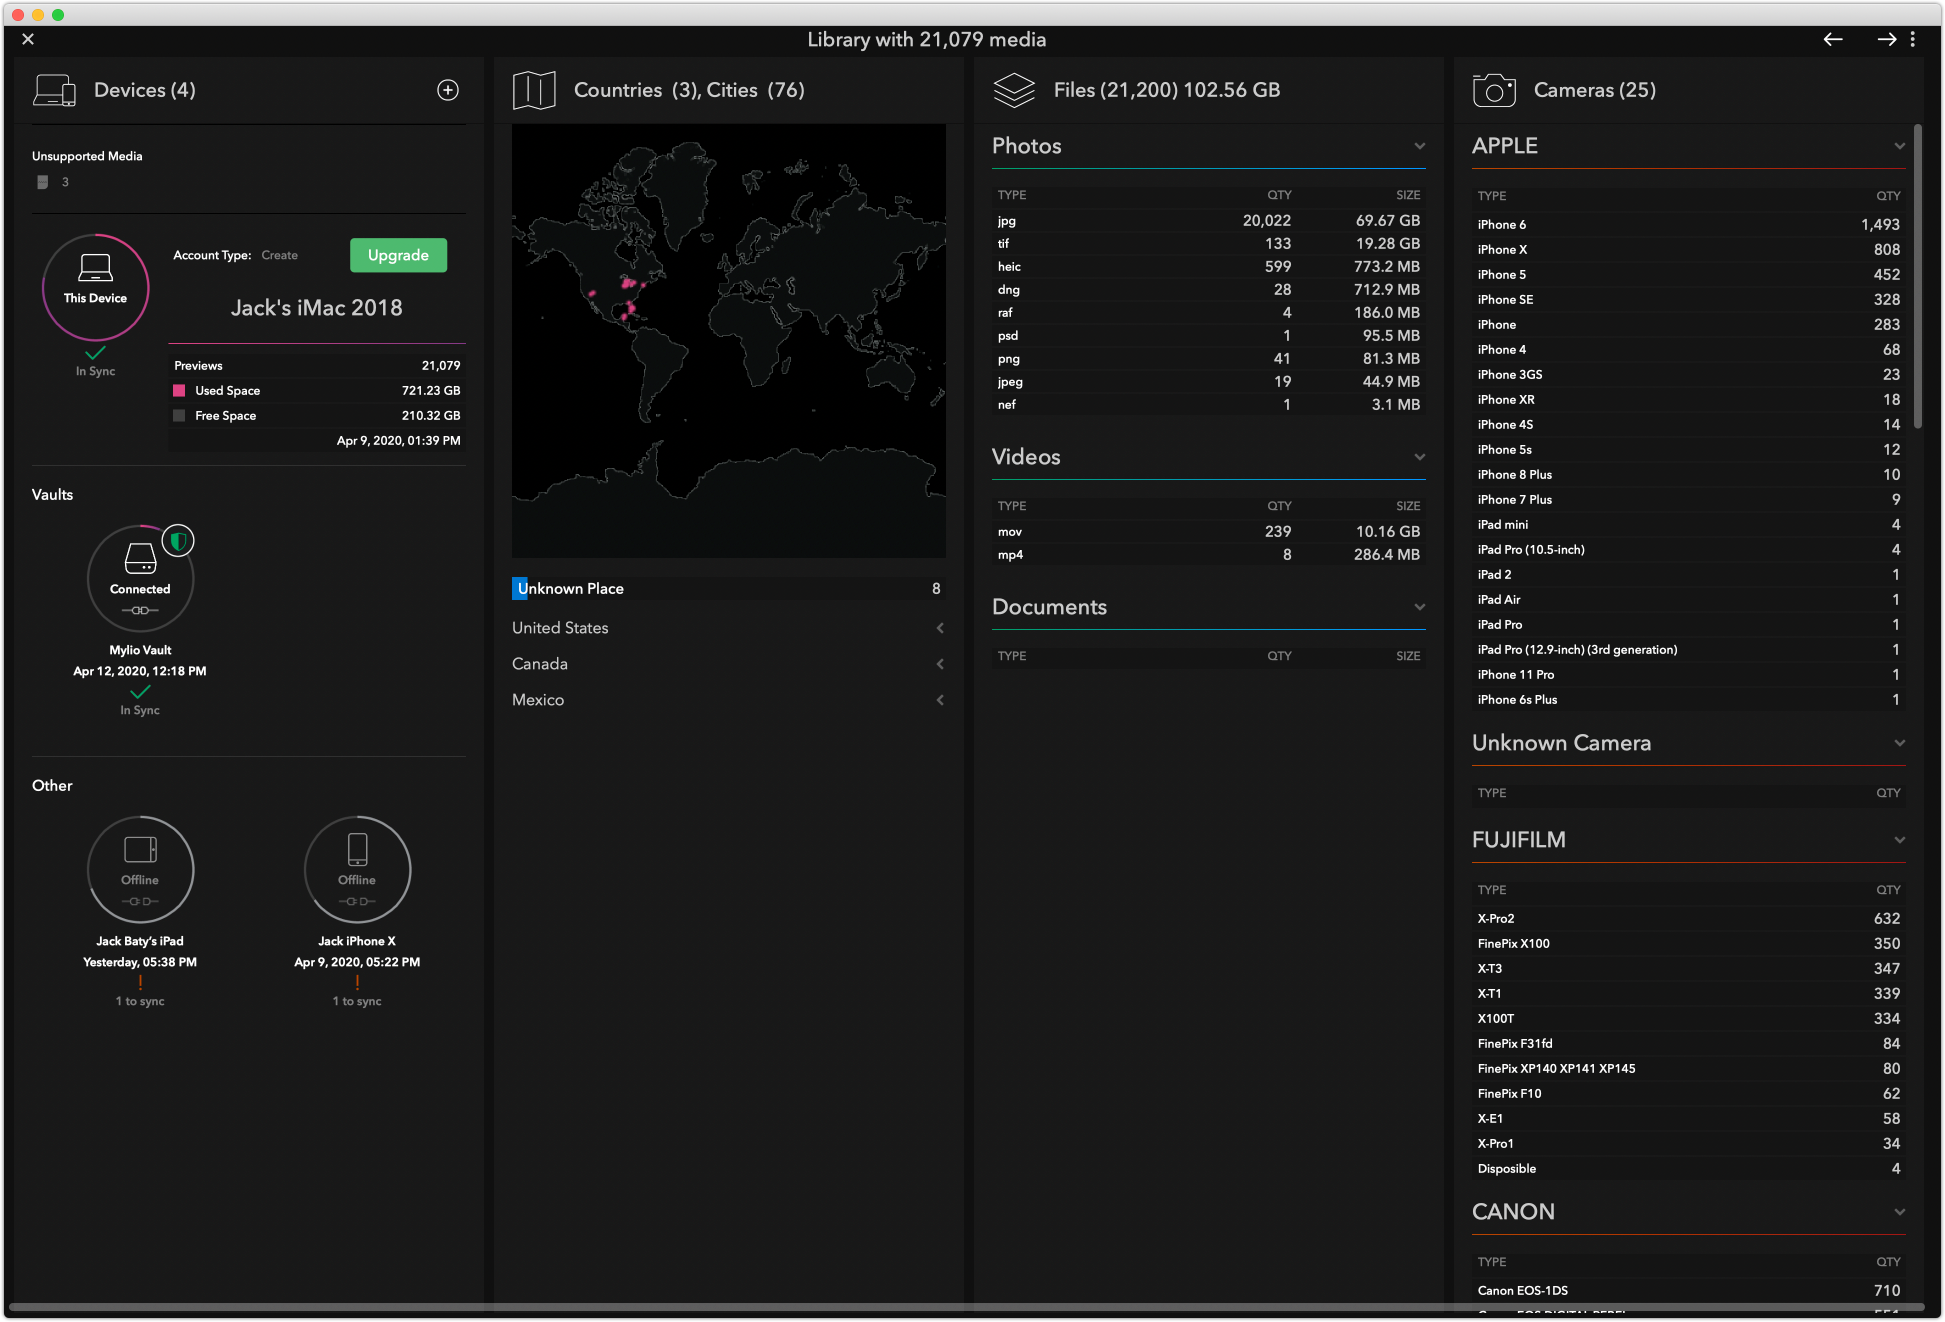 Library with 21,079 media
Devices (4)
Unsupported Media
3
This Device
In Sync
Account Type: Create
Upgrade
Jack's iMac 2018
Previews 21,079
Used Space 721.23 GB
Free Space 210.32 GB
Apr 9, 2020, 01:39 PM
Vaults
Connected
Mylio Vault
Apr 12, 2020, 12:18 PM
In Sync
Other
Offline
Jack Baty’s iPad
Yesterday, 05:38 PM
!
1 to sync
Offline
Jack iPhone X
Apr 9, 2020, 05:22 PM
!
1 to sync
Countries (3), Cities (76)
Unknown Place 8
United States
Canada
Mexico
Files (21,200) 102.56 GB
Photos
TYPE QTY SIZE
jpg 20,022 69.67 GB
tif 133 19.28 GB
heic 599 773.2 MB
dng 28 712.9 MB
raf 4 186.0 MB
psd 1 95.5 MB
png 41 81.3 MB
jpeg 19 44.9 MB
nef 1 3.1 MB
Videos
TYPE QTY SIZE
mov 239 10.16 GB
mp4 8 286.4 MB
Documents
TYPE QTY SIZE
Cameras (25)
APPLE
TYPE QTY
iPhone 6 1,493
iPhone X 808
iPhone 5 452
iPhone SE 328
iPhone 283
iPhone 4 68
iPhone 3GS 23
iPhone XR 18
iPhone 4S 14
iPhone 5s 12
iPhone 8 Plus 10
iPhone 7 Plus 9
iPad mini 4
iPad Pro (10.5-inch) 4
iPad 2 1
iPad Air 1
iPad Pro 1
iPad Pro (12.9-inch) (3rd generation) 1
iPhone 11 Pro 1
iPhone 6s Plus 1
Unknown Camera
TYPE QTY
FUJIFILM
TYPE QTY
X-Pro2 632
FinePix X100 350
X-T3 347
X-T1 339
X100T 334
FinePix F31fd 84
FinePix XP140 XP141 XP145 80
FinePix F10 62
X-E1 58
X-Pro1 34
Disposible 4
CANON
TYPE QTY
Canon EOS-1DS 710